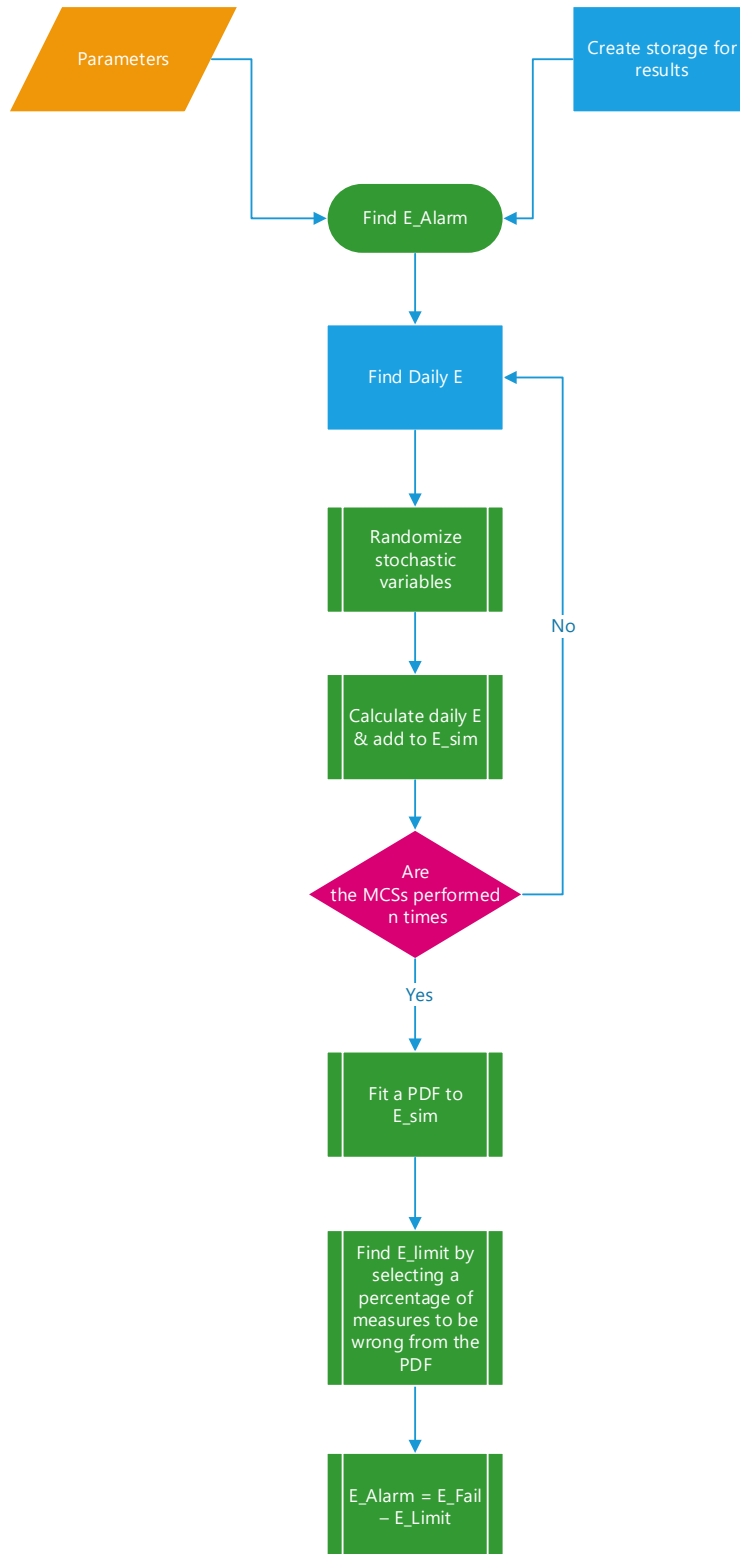 Parameters
Create storage for
results
Find E_Alarm
Find Daily E
Randomize
stochastic
variables
No
Calculate daily E
& add to E_sim
Are
the MCSs performed
n times
Yes
Fit a PDF to
E_sim
Find E_limit by
selecting a
percentage of
measures to be
wrong from the
PDF
E_Alarm = E_Fail
– E_Limit